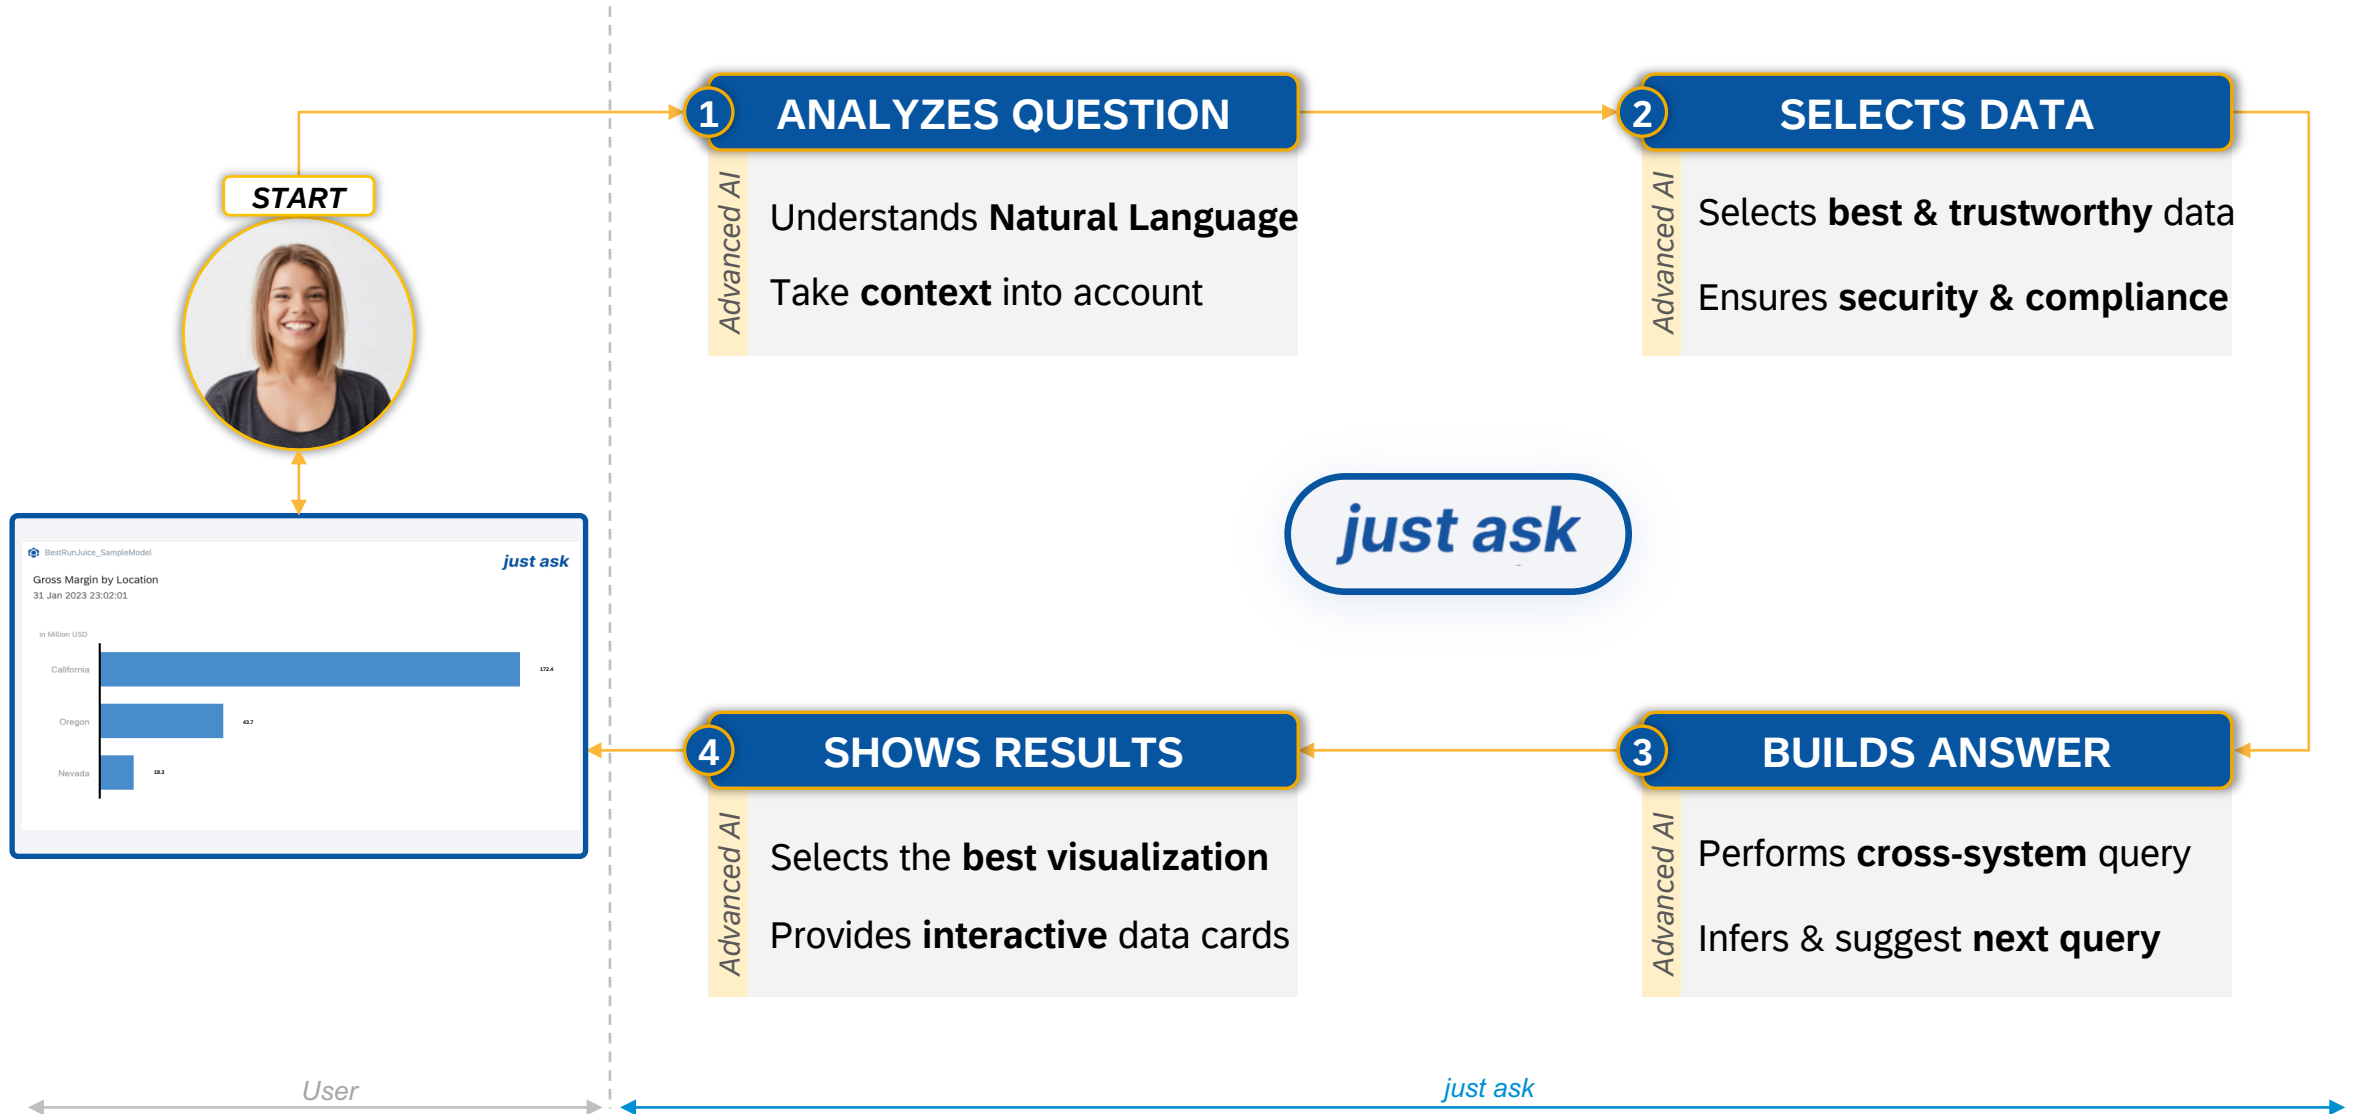 START
1
ANALYZES QUESTION
Advanced AI
Understands Natural Language
Take context into account
2
SELECTS DATA
Advanced AI
Selects best & trustworthy data
Ensures security & compliance
just ask
BestRunJuice_SampleModel
just ask
Gross Margin by Location
31 Jan 2023 23:02:01
in Million USD
California
172.4
Oregon
43.7
Nevada
18.3
4
SHOWS RESULTS
Advanced AI
Selects the best visualization
Provides interactive data cards
3
BUILDS ANSWER
Advanced AI
Performs cross-system query
Infers & suggest next query
User
just ask